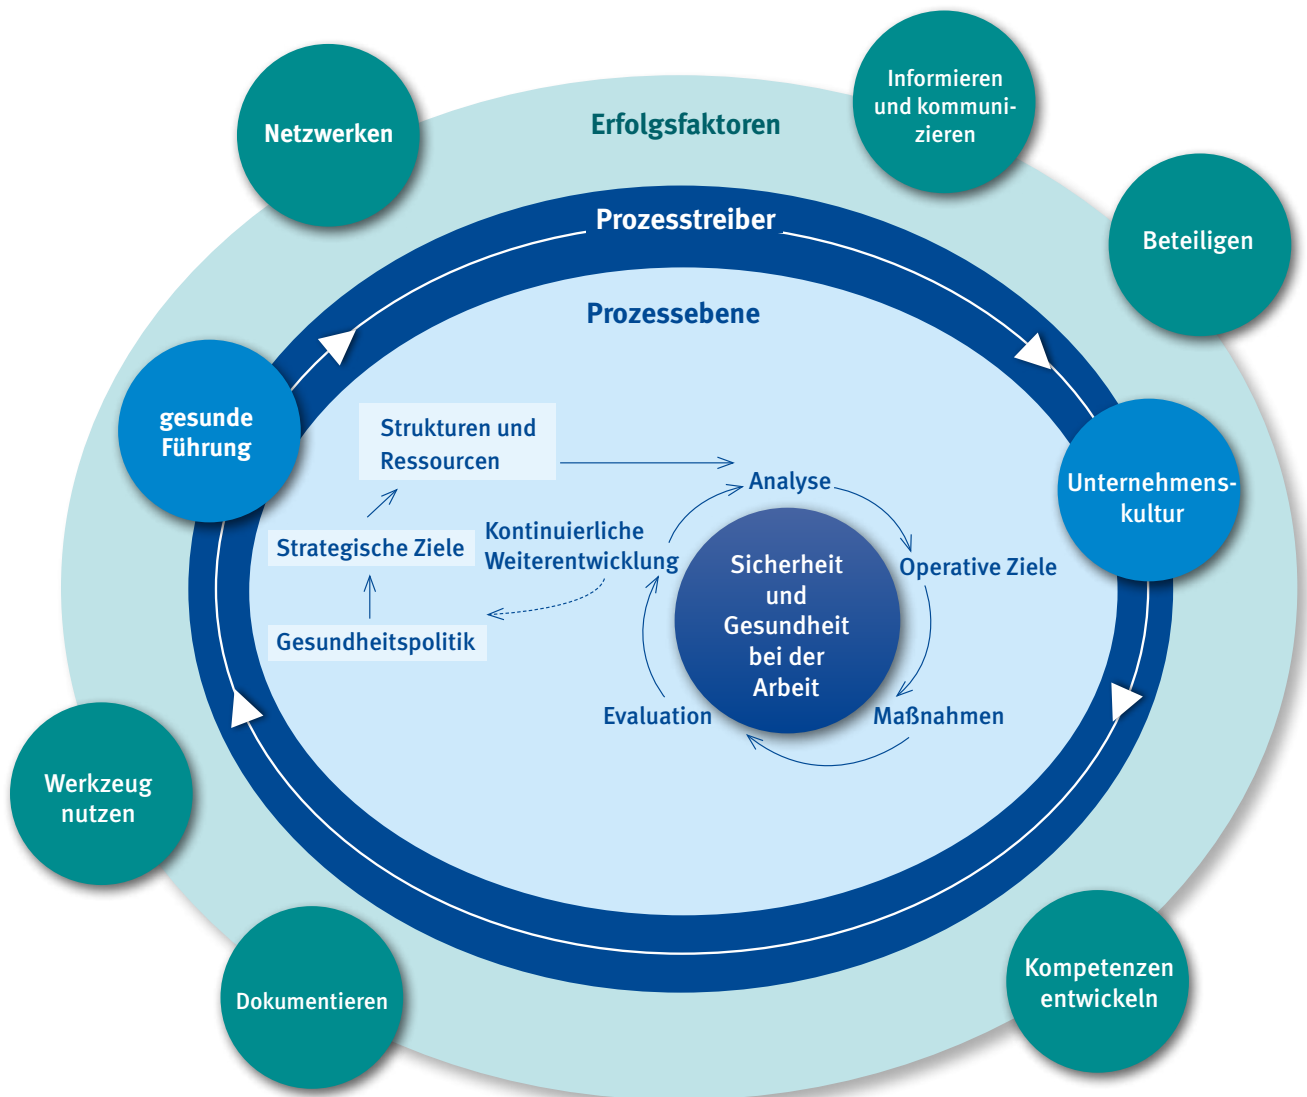 Netzwerken
Informieren
und kommuni-
zieren
Erfolgsfaktoren
Beteiligen
Prozesstreiber
Prozessebene
gesunde
Führung
Strukturen und
Ressourcen
Analyse
Unternehmens-
kultur
Strategische Ziele
Kontinuierliche
Weiterentwicklung
Operative Ziele
Sicherheit
und
Gesundheit
bei der
Arbeit
Gesundheitspolitik
Evaluation
Maßnahmen
Werkzeug
nutzen
Dokumentieren
Kompetenzen
entwickeln